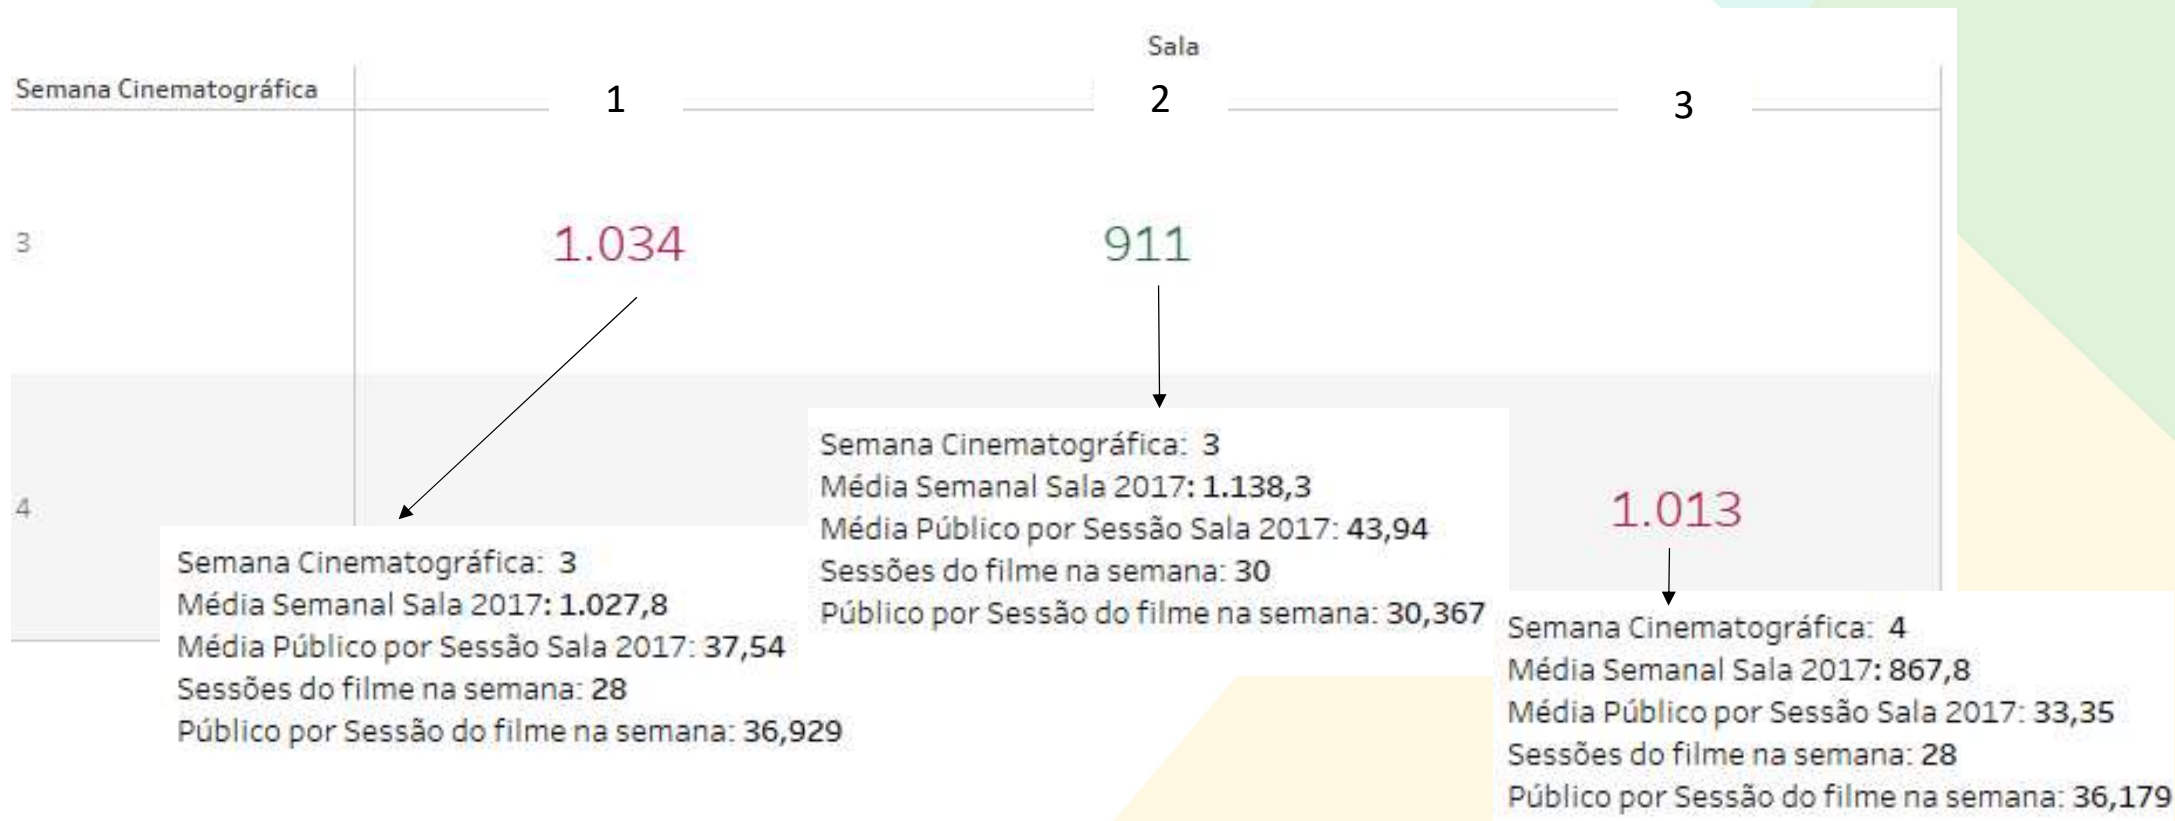 Sala
Semana Cinematográfica
1
2
3
3
1.034
911
4
1.013
Semana Cinematográfica: 3
Média Semanal Sala 2017: 1.027,8
Média Público por Sessão Sala 2017: 37,54
Sessões do filme na semana: 28
Público por Sessão do filme na semana: 36,929
Semana Cinematográfica: 3
Média Semanal Sala 2017: 1.138,3
Média Público por Sessão Sala 2017: 43,94
Sessões do filme na semana: 30
Público por Sessão do filme na semana: 30,367
Semana Cinematográfica: 4
Média Semanal Sala 2017: 867,8
Média Público por Sessão Sala 2017: 33,35
Sessões do filme na semana: 28
Público por Sessão do filme na semana: 36,179